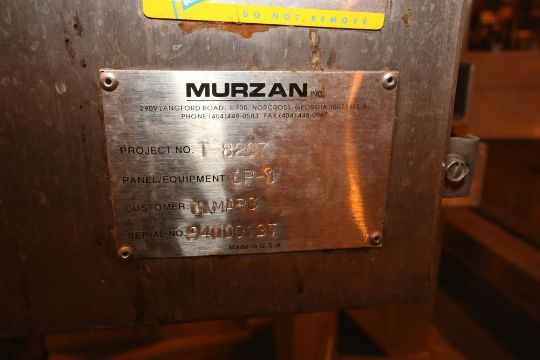 DO NOT REMOVE
MURZAN INC.
2909 LANGFORD ROAD, I-700, NORCROSS, GEORGIA 30071 U.S.A.
PHONE (404)448-0583 FAX (404)448-0967
PROJECT NO. T-8207
PANEL/EQUIPMENT: CP-1
CUSTOMER:
SERIAL-NO.
Made in U.S.A.